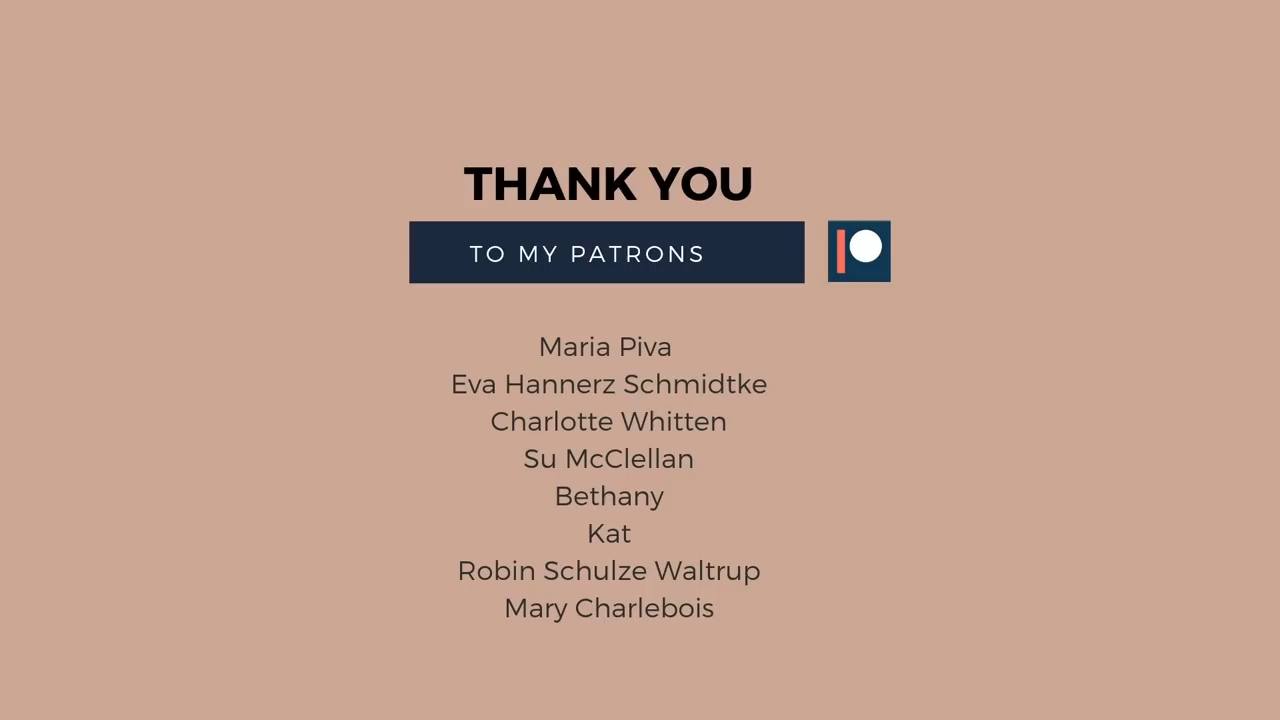 THANK YOU
TO MY PATRONS
Maria Piva
Eva Hannerz Schmidtke
Charlotte Whitten
Su McClellan
Bethany
Kat
Robin Schulze Waltrup
Mary Charlebois